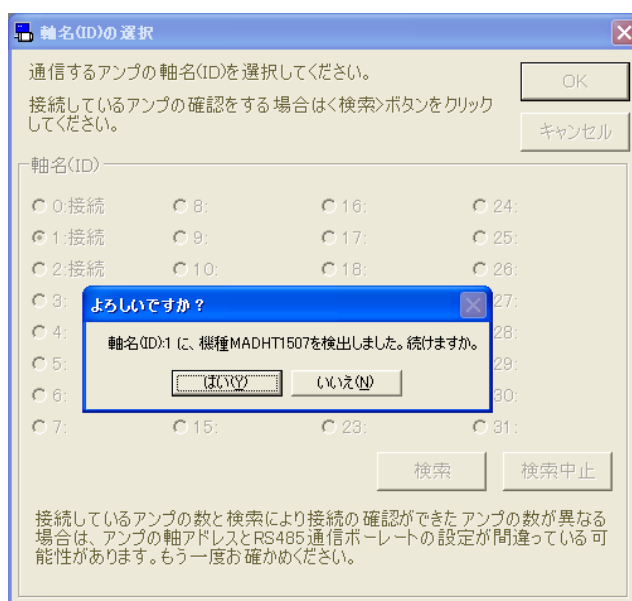 軸名(ID)の選択
通信するアンプの軸名(ID)を選択してください。
接続しているアンプの確認をする場合は<検索>ボタンをクリック
してください。
OK
キャンセル
軸名(ID)
0:接続
8:
16:
24:
1:接続
9:
17:
25:
2:接続
10:
18:
26:
3:
27:
4:
28:
5:
29:
6:
30:
7:
15:
23:
31:
よろしいですか?
軸名(ID):1 に、機種MADHT1507を検出しました。続けますか。
はい(Y)
いいえ(N)
検索
検索中止
接続しているアンプの数と検索により接続の確認ができたアンプの数が異なる
場合は、アンプの軸アドレスとRS485通信ボーレートの設定が間違っている可
能性があります。もう一度お確かめください。